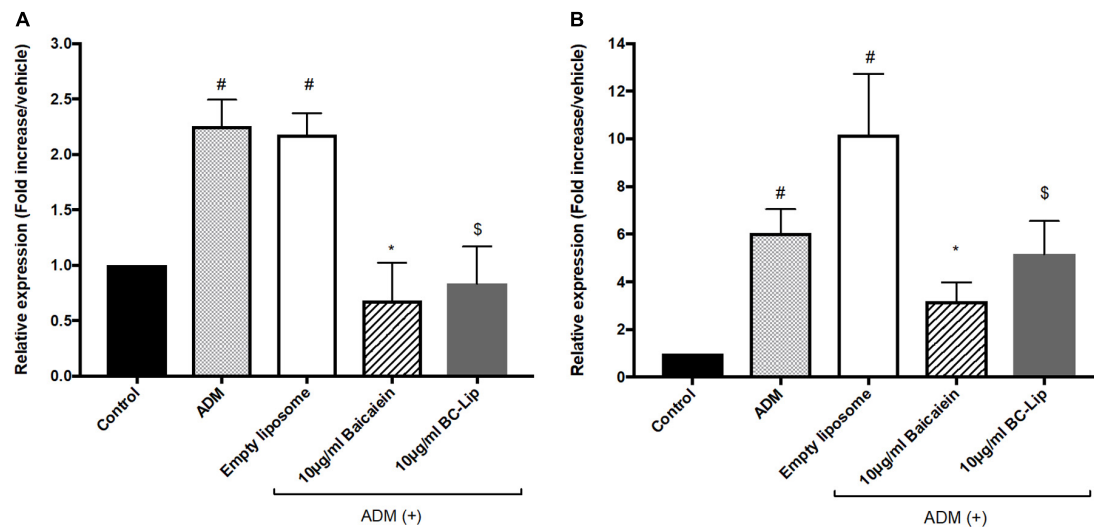 A
Relative expression (Fold increase/vehicle)
3.0
2.5
2.0
1.5
1.0
0.5
0.0
#
#
*
$
Control
ADM
Empty liposome
10µg/ml Baicalein
10µg/ml BC-Lip
ADM (+)
B
Relative expression (Fold increase/vehicle)
14
12
10
8
6
4
2
0
#
#
*
$
Control
ADM
Empty liposome
10µg/ml Baicalein
10µg/ml BC-Lip
ADM (+)